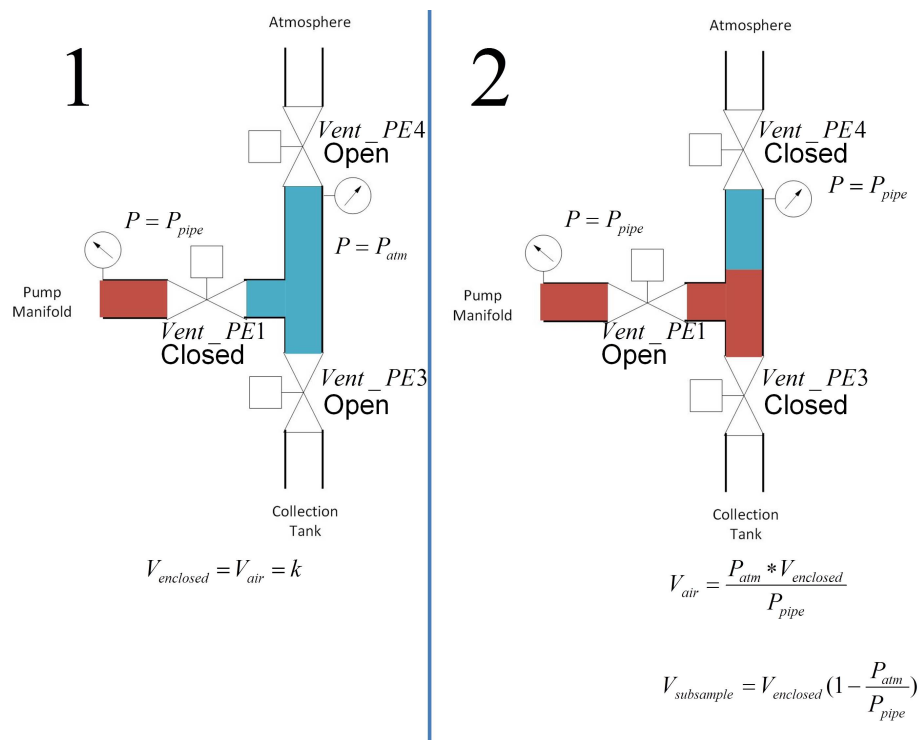 1
Atmosphere
Vent_PE4
Open
P = P_pipe
P = P_atm
Pump
Manifold
Vent_PE1
Closed
Vent_PE3
Open
Collection
Tank
V_enclosed = V_air = k
2
Atmosphere
Vent_PE4
Closed
P = P_pipe
P = P_pipe
Pump
Manifold
Vent_PE1
Open
Vent_PE3
Closed
Collection
Tank
V_air = P_atm * V_enclosed / P_pipe
V_subsample = V_enclosed (1 - P_atm / P_pipe)